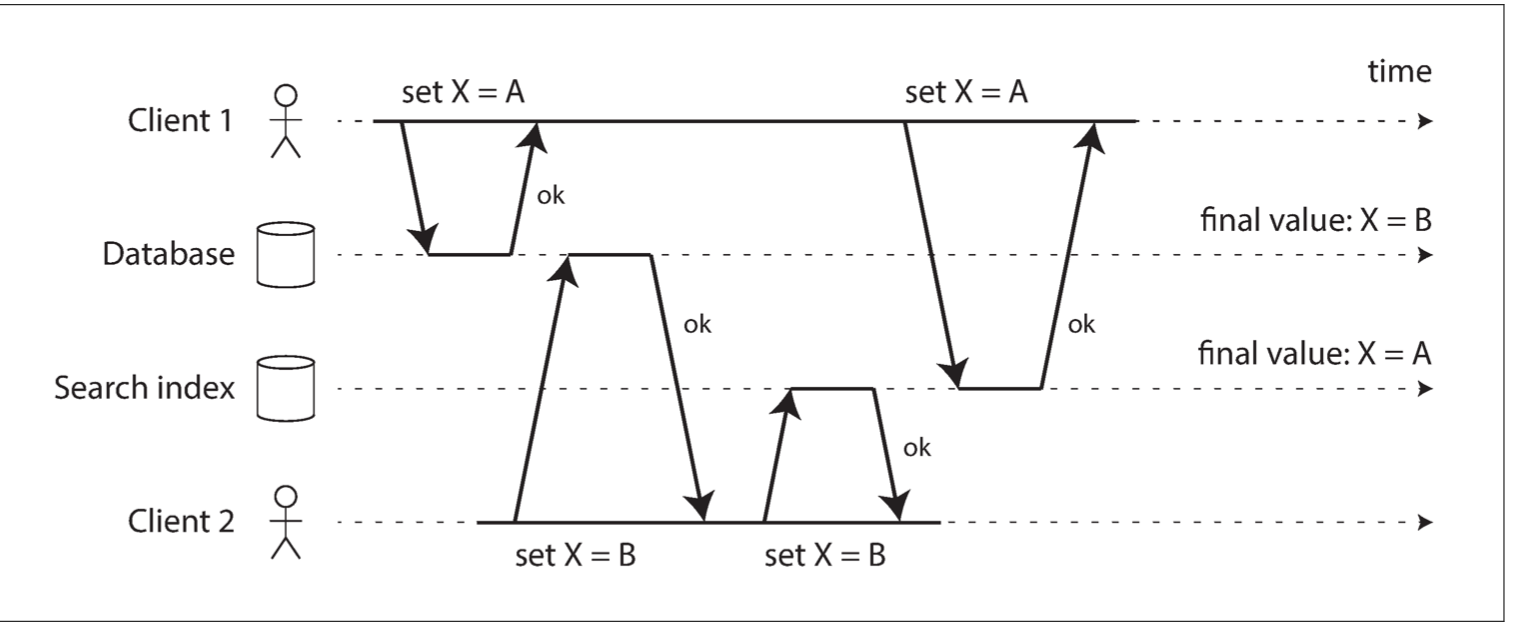 time
set X = A
set X = A
Client 1
ok
final value: X = B
Database
ok
ok
final value: X = A
Search index
ok
Client 2
set X = B
set X = B